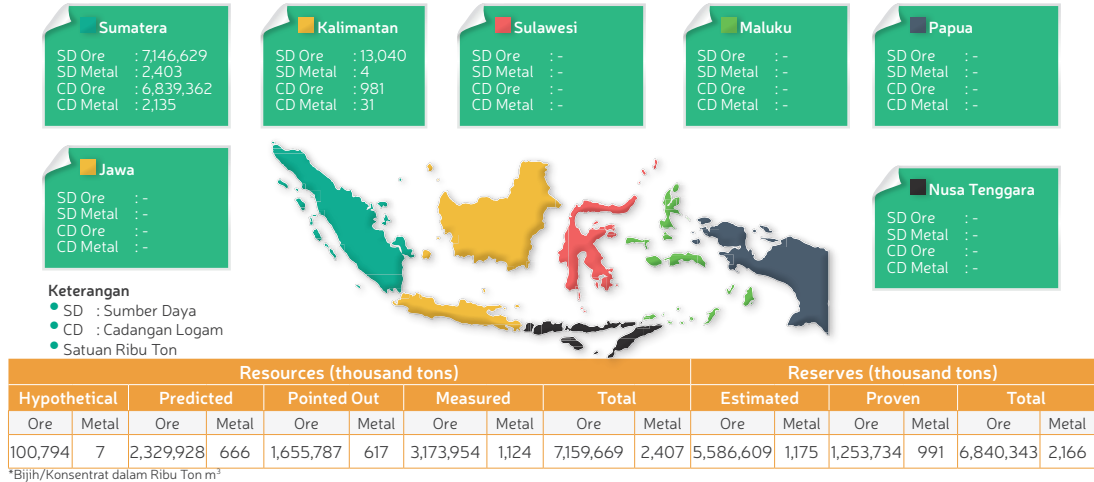 Sumatera
SD Ore : 7,146,629
SD Metal : 2,403
CD Ore : 6,839,362
CD Metal : 2,135
Kalimantan
SD Ore : 13,040
SD Metal : 4
CD Ore : 981
CD Metal : 31
Sulawesi
SD Ore : -
SD Metal : -
CD Ore : -
CD Metal : -
Maluku
SD Ore : -
SD Metal : -
CD Ore : -
CD Metal : -
Papua
SD Ore : -
SD Metal : -
CD Ore : -
CD Metal : -
Jawa
SD Ore : -
SD Metal : -
CD Ore : -
CD Metal : -
Nusa Tenggara
SD Ore : -
SD Metal : -
CD Ore : -
CD Metal : -
Keterangan
• SD : Sumber Daya
• CD : Cadangan Logam
• Satuan Ribu Ton
Resources (thousand tons) Reserves (thousand tons)
Hypothetical Predicted Pointed Out Measured Total Estimated Proven Total
Ore Metal Ore Metal Ore Metal Ore Metal Ore Metal Ore Metal Ore Metal Ore Metal
100,794 7 2,329,928 666 1,655,787 617 3,173,954 1,124 7,159,669 2,407 5,586,609 1,175 1,253,734 991 6,840,343 2,166
*Bijih/Konsentrat dalam Ribu Ton m³